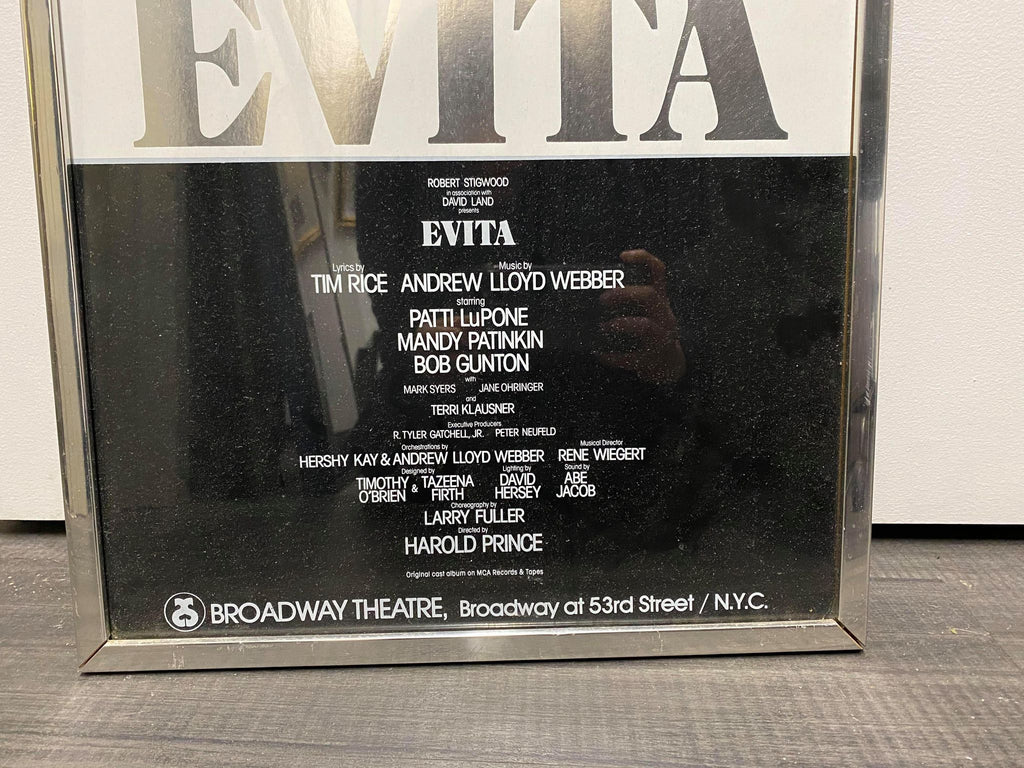 EVITA
ROBERT STIGWOOD
in association with
DAVID LAND
presents
EVITA
Lyrics by Music by
TIM RICE ANDREW LLOYD WEBBER
starring
PATTI LuPONE
MANDY PATINKIN
BOB GUNTON
with
MARK SYERS JANE OHRINGER
and
TERRI KLAUSNER
Executive Producers
R. TYLER GATCHELL, JR. PETER NEUFELD
Orchestrations by Musical Director
HERSHY KAY & ANDREW LLOYD WEBBER RENE WIEGERT
Designed by Lighting by Sound by
TIMOTHY & TAZEENA DAVID ABE
O'BRIEN FIRTH HERSEY JACOB
Choreography by
LARRY FULLER
Directed by
HAROLD PRINCE
Original cast album on MCA Records & Tapes
BROADWAY THEATRE, Broadway at 53rd Street / N.Y.C.